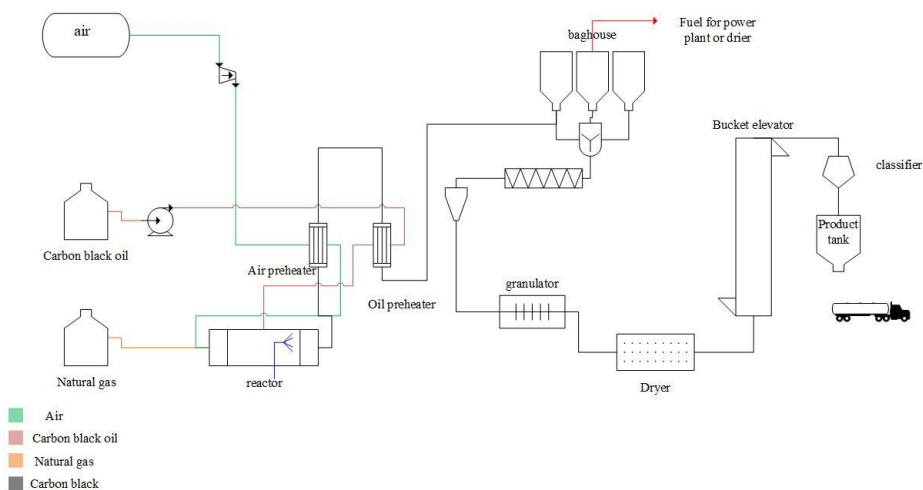 air
Fuel for power
plant or drier
baghouse
Bucket elevator
classifier
Carbon black oil
Product
tank
Air preheater
Oil preheater
granulator
Natural gas
reactor
Dryer
Air
Carbon black oil
Natural gas
Carbon black